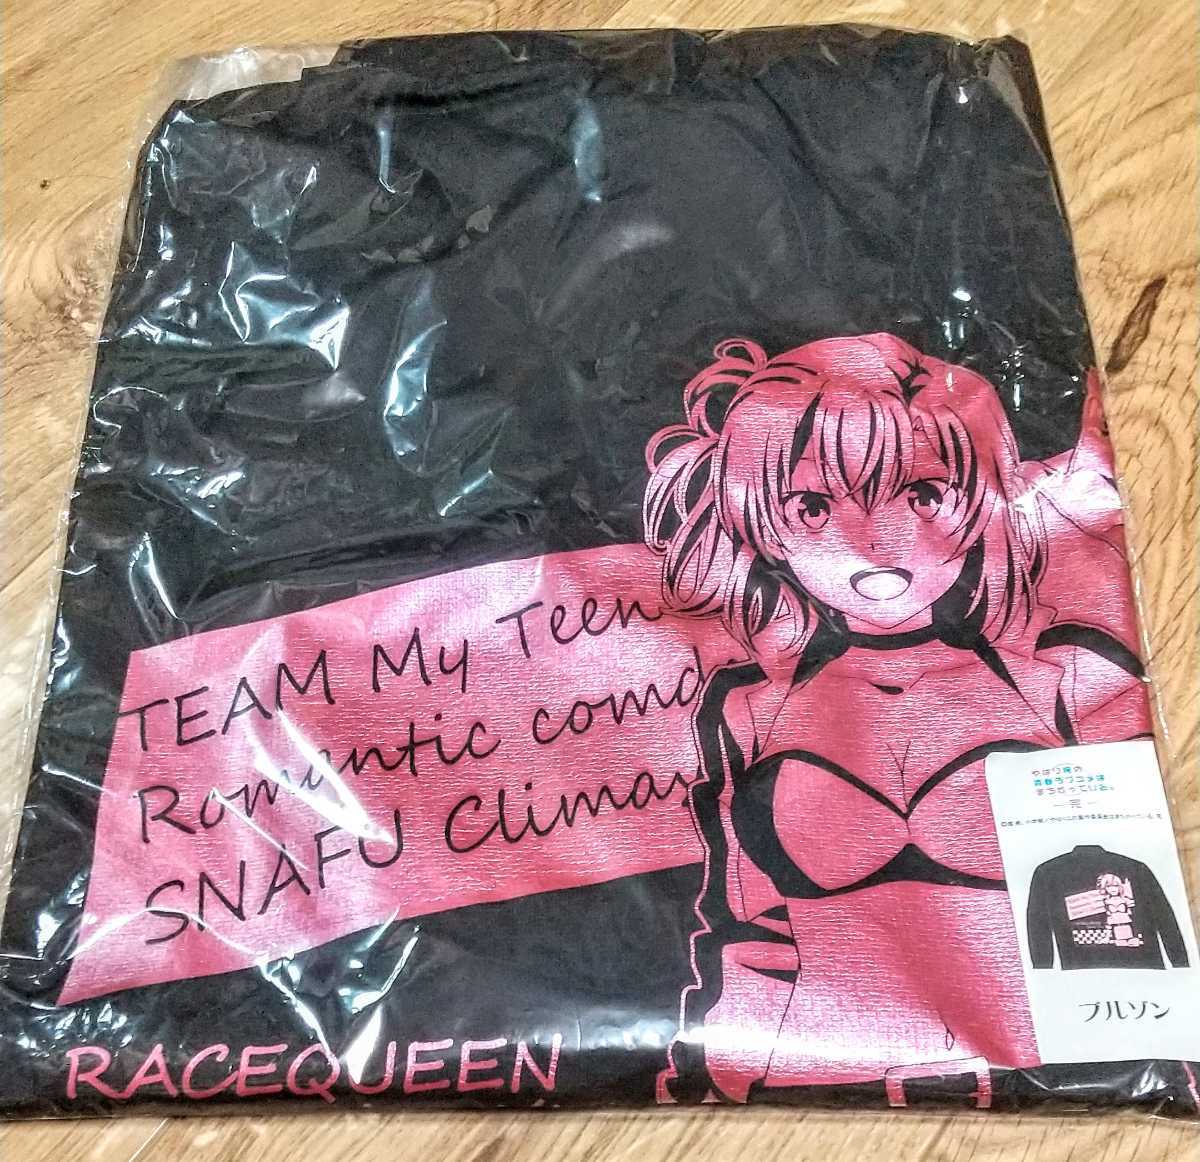 TEAM My Teen
Romantic comd
SNAFU Climax
RACEQUEEN
やはり俺の
青春ラブコメは
まちがっている。
完
ブルゾン